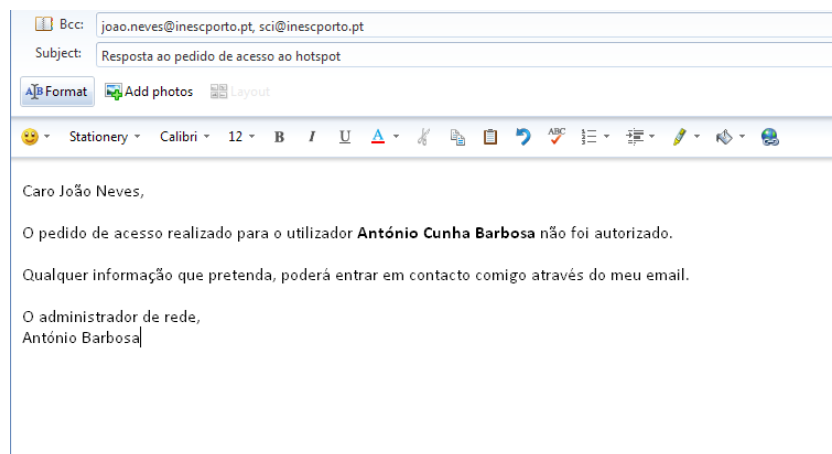 Bcc: joao.neves@inescporto.pt, sci@inescporto.pt
Subject: Resposta ao pedido de acesso ao hotspot
AB Format Add photos Layout
Stationery Calibri 12 B I U A ABC
Caro João Neves,
O pedido de acesso realizado para o utilizador António Cunha Barbosa não foi autorizado.
Qualquer informação que pretenda, poderá entrar em contacto comigo através do meu email.
O administrador de rede,
António Barbosa